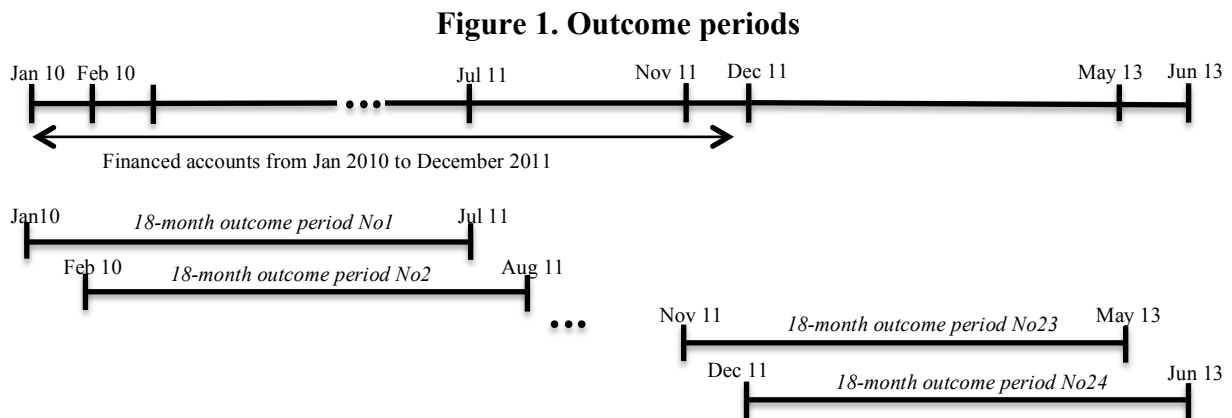 Figure 1. Outcome periods
Jan 10 Feb 10 Jul 11 Nov 11 Dec 11 May 13 Jun 13
Financed accounts from Jan 2010 to December 2011
Jan10 18-month outcome period No1 Jul 11
Feb 10 18-month outcome period No2 Aug 11
Nov 11 18-month outcome period No23 May 13
Dec 11 18-month outcome period No24 Jun 13